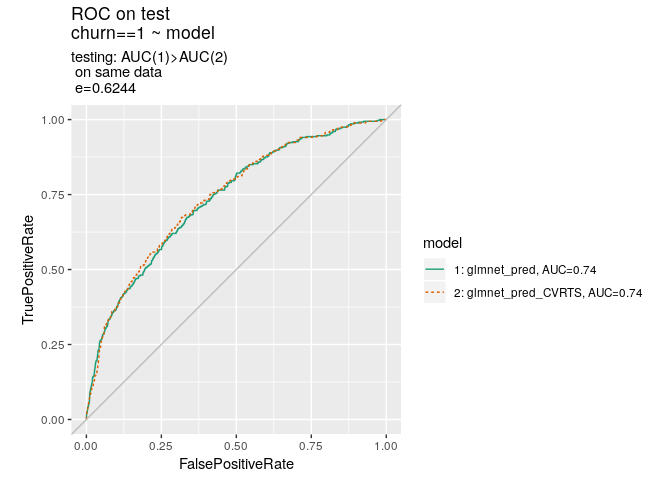 ROC on test
churn==1 ~ model
testing: AUC(1)>AUC(2)
on same data
e=0.6244
1.00
0.75
0.50
0.25
0.00
TruePositiveRate
0.00 0.25 0.50 0.75 1.00
FalsePositiveRate
model
1: glmnet_pred, AUC=0.74
2: glmnet_pred_CVRTS, AUC=0.74